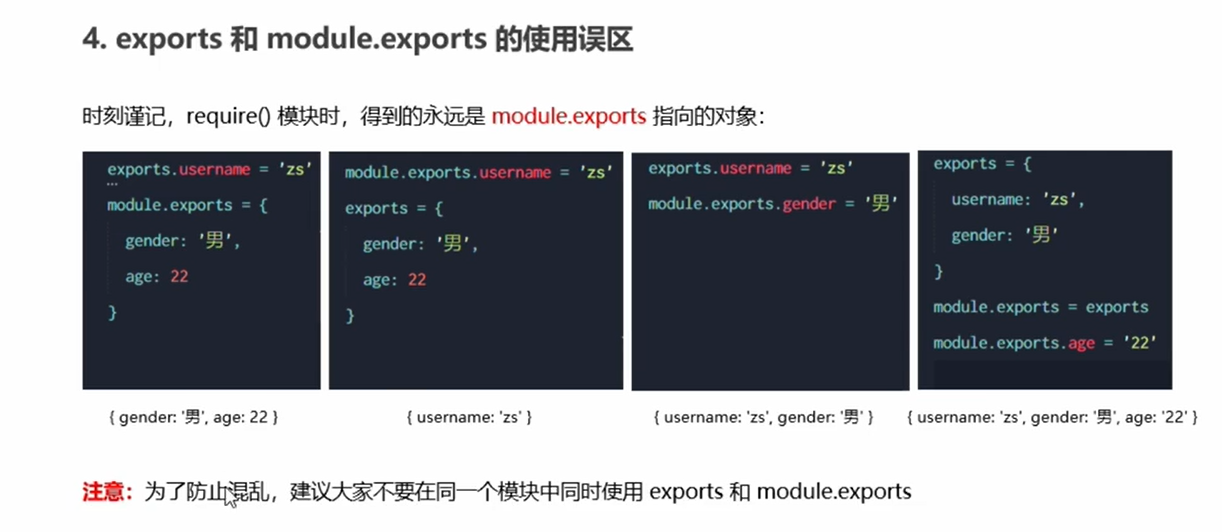 4. exports 和 module.exports 的使用误区
时刻谨记，require() 模块时，得到的永远是 module.exports 指向的对象：
exports.username = 'zs'
module.exports = {
gender: '男',
age: 22
}
{ gender: '男', age: 22 }
module.exports.username = 'zs'
exports = {
gender: '男',
age: 22
}
{ username: 'zs' }
exports.username = 'zs'
module.exports.gender = '男'
{ username: 'zs', gender: '男' }
exports = {
username: 'zs',
gender: '男'
}
module.exports = exports
module.exports.age = '22'
{ username: 'zs', gender: '男', age: '22' }
注意：为了防止混乱，建议大家不要在同一个模块中同时使用 exports 和 module.exports